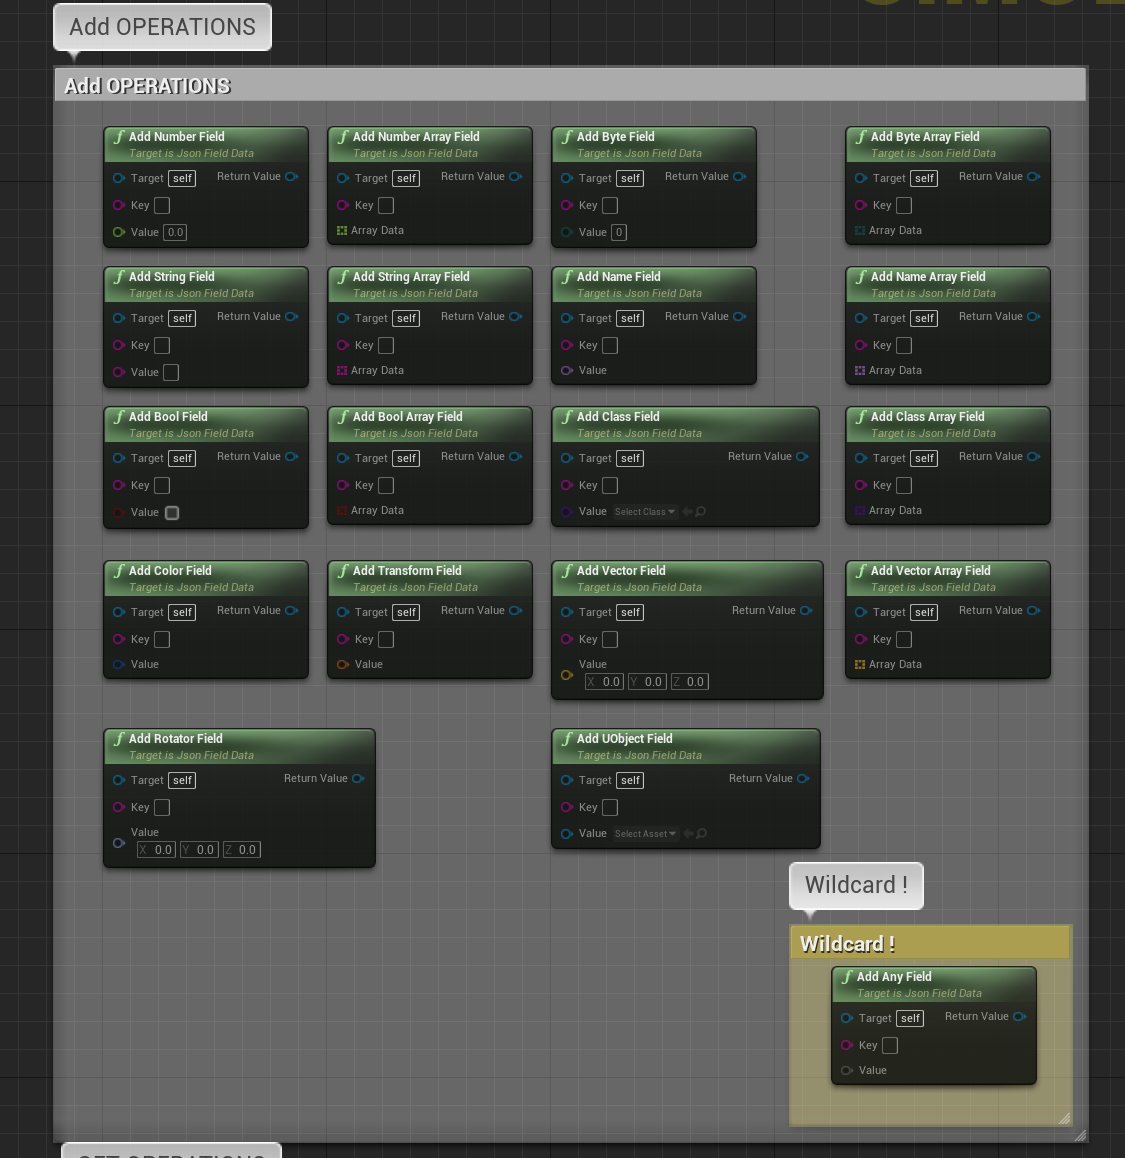 Add OPERATIONS
Add OPERATIONS
Add Number Field
Target is Json Field Data
Target self Return Value
Key
Value 0.0
Add Number Array Field
Target is Json Field Data
Target self Return Value
Key
Array Data
Add Byte Field
Target is Json Field Data
Target self Return Value
Key
Value 0
Add Byte Array Field
Target is Json Field Data
Target self Return Value
Key
Array Data
Add String Field
Target is Json Field Data
Target self Return Value
Key
Value
Add String Array Field
Target is Json Field Data
Target self Return Value
Key
Array Data
Add Name Field
Target is Json Field Data
Target self Return Value
Key
Value
Add Name Array Field
Target is Json Field Data
Target self Return Value
Key
Array Data
Add Bool Field
Target is Json Field Data
Target self Return Value
Key
Value
Add Bool Array Field
Target is Json Field Data
Target self Return Value
Key
Array Data
Add Class Field
Target is Json Field Data
Target self Return Value
Key
Value Select Class
Add Class Array Field
Target is Json Field Data
Target self Return Value
Key
Array Data
Add Color Field
Target is Json Field Data
Target self Return Value
Key
Value
Add Transform Field
Target is Json Field Data
Target self Return Value
Key
Value
Add Vector Field
Target is Json Field Data
Target self Return Value
Key
Value
X 0.0 Y 0.0 Z 0.0
Add Vector Array Field
Target is Json Field Data
Target self Return Value
Key
Array Data
Add Rotator Field
Target is Json Field Data
Target self Return Value
Key
Value
X 0.0 Y 0.0 Z 0.0
Add UObject Field
Target is Json Field Data
Target self Return Value
Key
Value Select Asset
Wildcard !
Wildcard !
Add Any Field
Target is Json Field Data
Target self Return Value
Key
Value
OPERATIONS